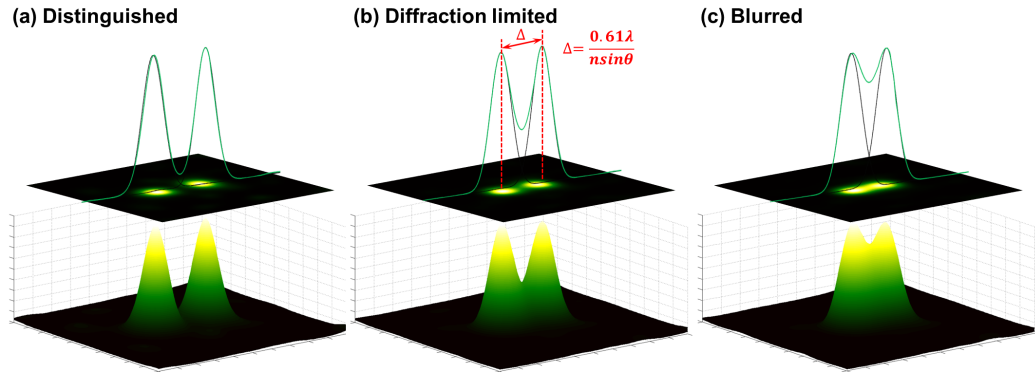 (a) Distinguished
(b) Diffraction limited
(c) Blurred
Δ
Δ= 0.61λ / nsinθ